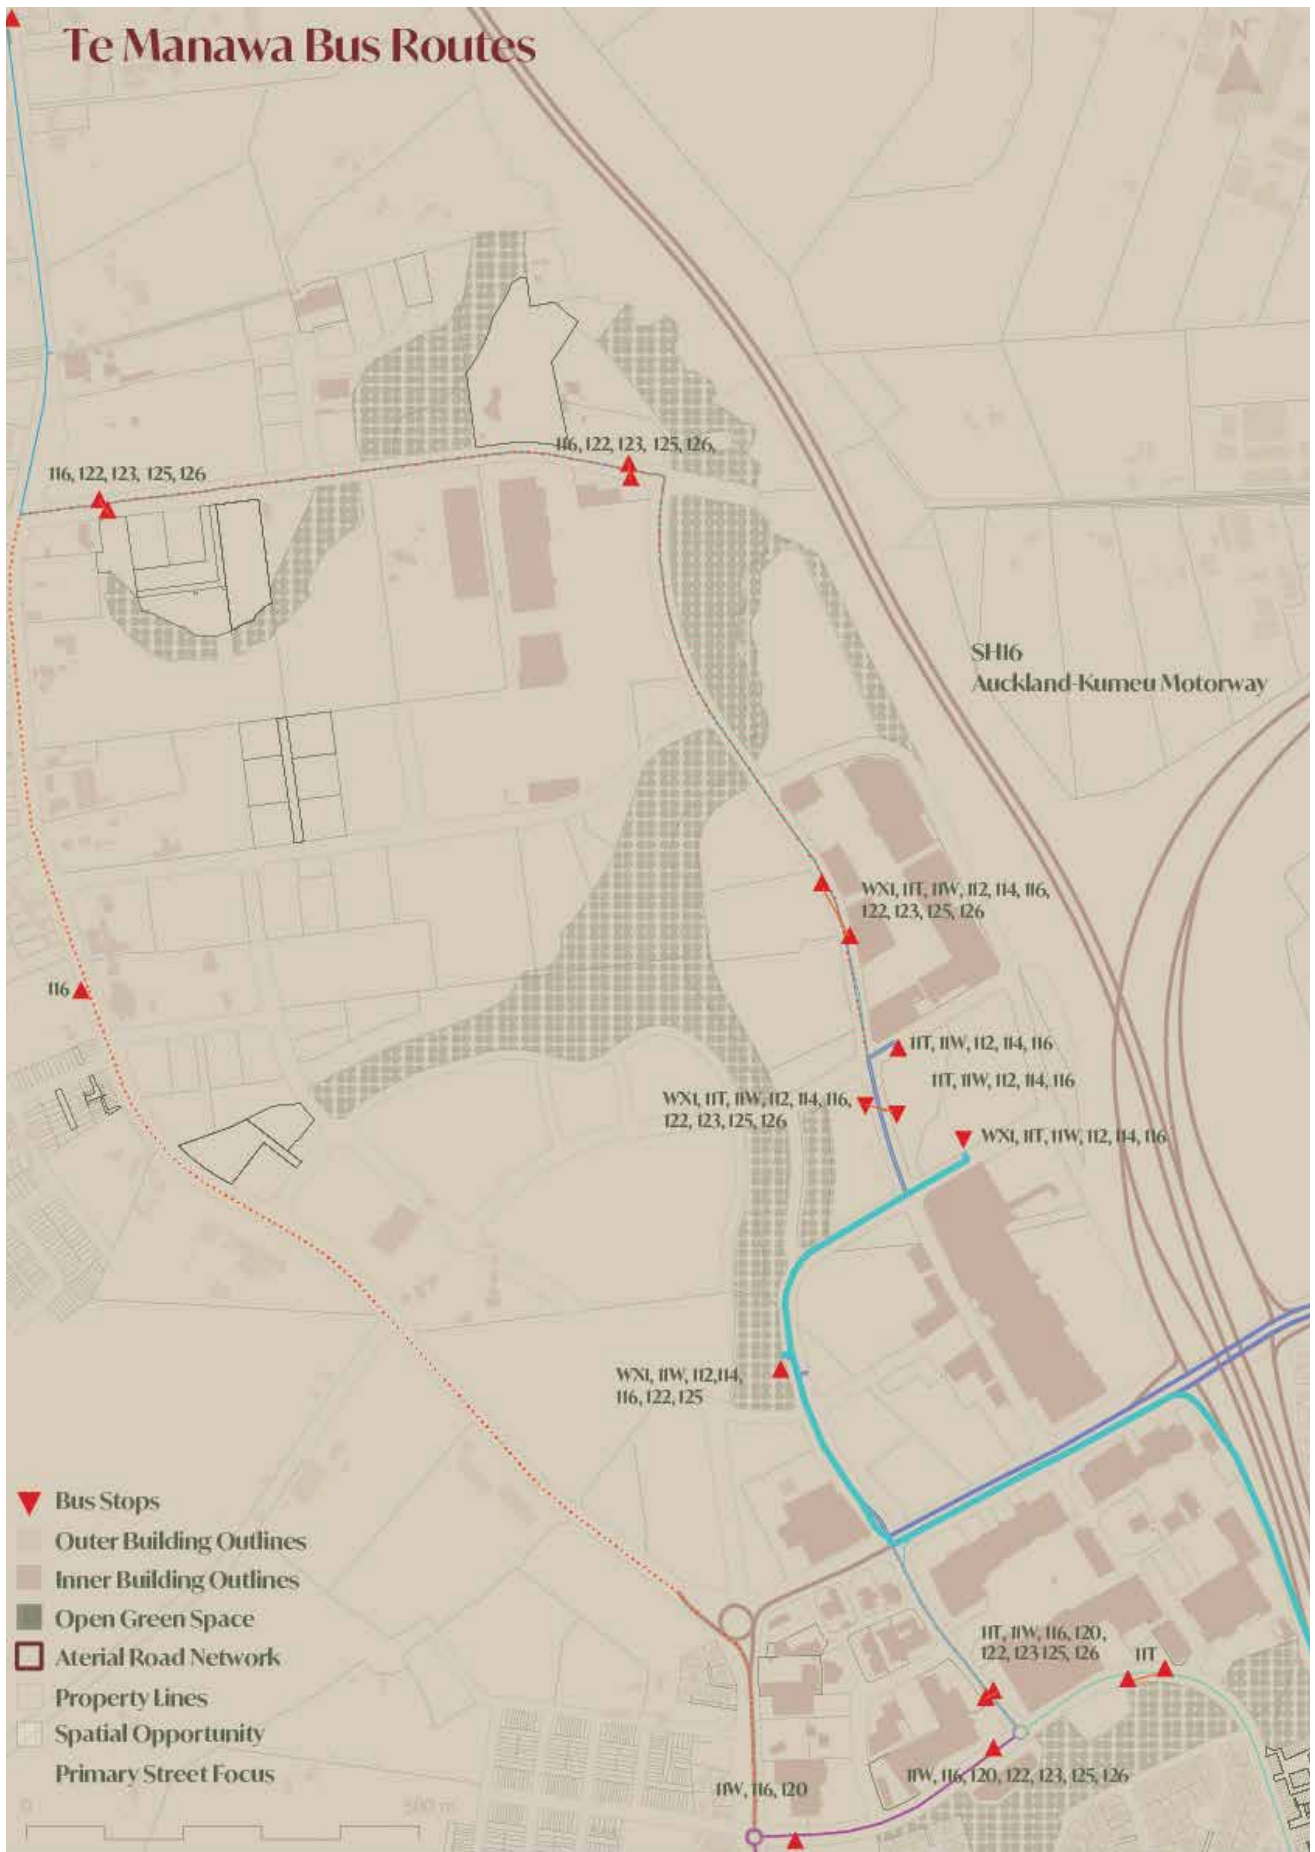 Te Manawa Bus Routes
N
116, 122, 123, 125, 126,
116, 122, 123, 125, 126
SH16
Auckland-Kumeu Motorway
WX1, 11T, 11W, 112, 114, 116,
122, 123, 125, 126
116
11T, 11W, 112, 114, 116
11T, 11W, 112, 114, 116
WX1, 11T, 11W, 112, 114, 116,
122, 123, 125, 126
WX1, 11T, 11W, 112, 114, 116
WX1, 11W, 112,114,
116, 122, 125
Bus Stops
Outer Building Outlines
Inner Building Outlines
Open Green Space
Aterial Road Network
Property Lines
Spatial Opportunity
Primary Street Focus
11T, 11W, 116, 120,
122, 123 125, 126
11T
11W, 116, 120, 122, 123, 125, 126
11W, 116, 120
0
500 m